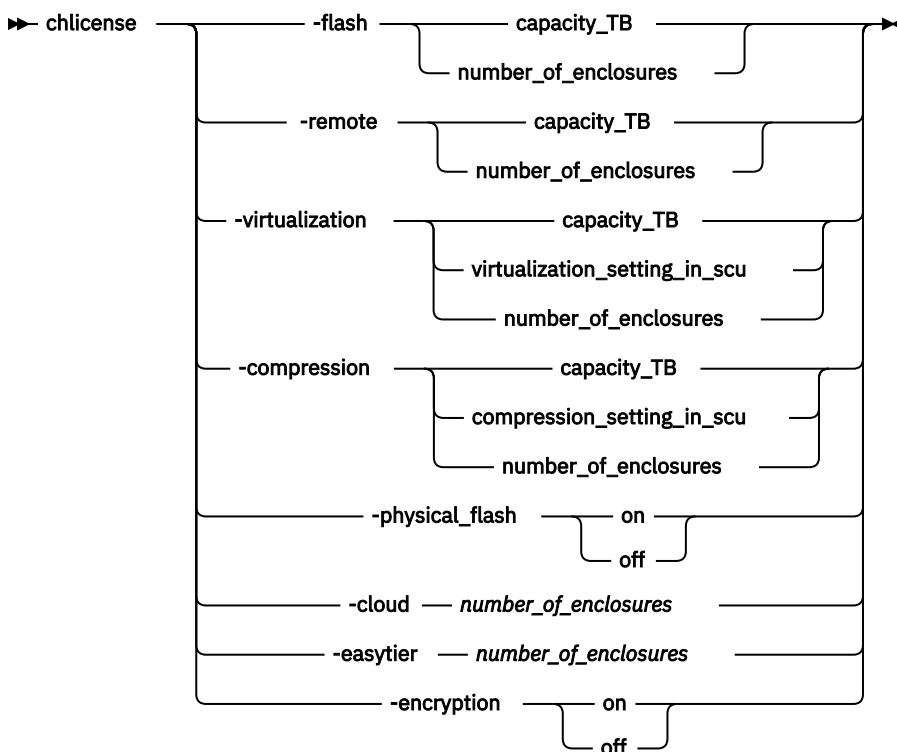 chlicense -flash capacity_TB
number_of_enclosures
-remote capacity_TB
number_of_enclosures
-virtualization capacity_TB
virtualization_setting_in_scu
number_of_enclosures
-compression capacity_TB
compression_setting_in_scu
number_of_enclosures
-physical_flash on
off
-cloud number_of_enclosures
-easytier number_of_enclosures
-encryption on
off